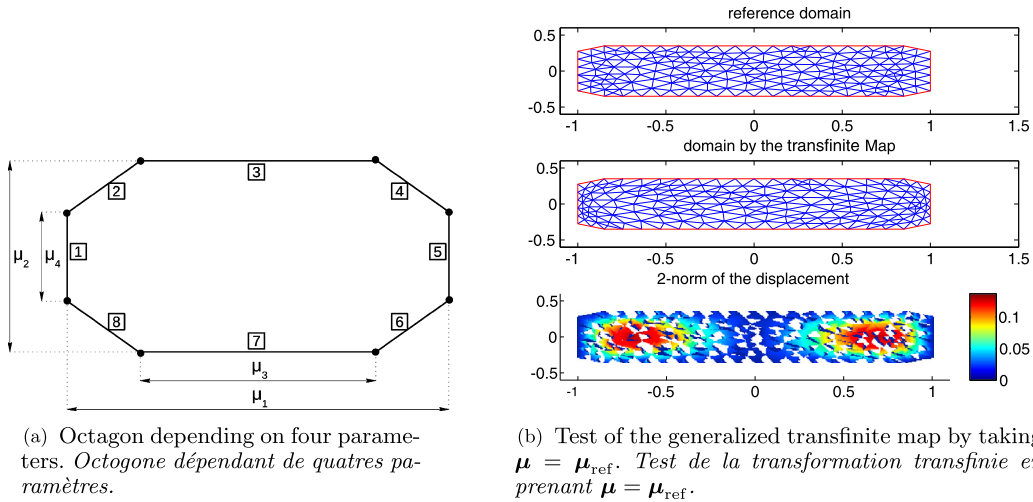 3
2
4
1
5
μ2
μ4
8
6
7
μ3
μ1
(a) Octagon depending on four parame-
ters. Octogone dépendant de quatres pa-
ramètres.
reference domain
0.5
0
-0.5
-1 -0.5 0 0.5 1 1.5
domain by the transfinite Map
0.5
0
-0.5
-1 -0.5 0 0.5 1
2-norm of the displacement
0.5
0
-0.5
-1 -0.5 0 0.5 1
0.1
0.05
0
(b) Test of the generalized transfinite map by taking
μ = μref. Test de la transformation transfinie e
prenant μ = μref.